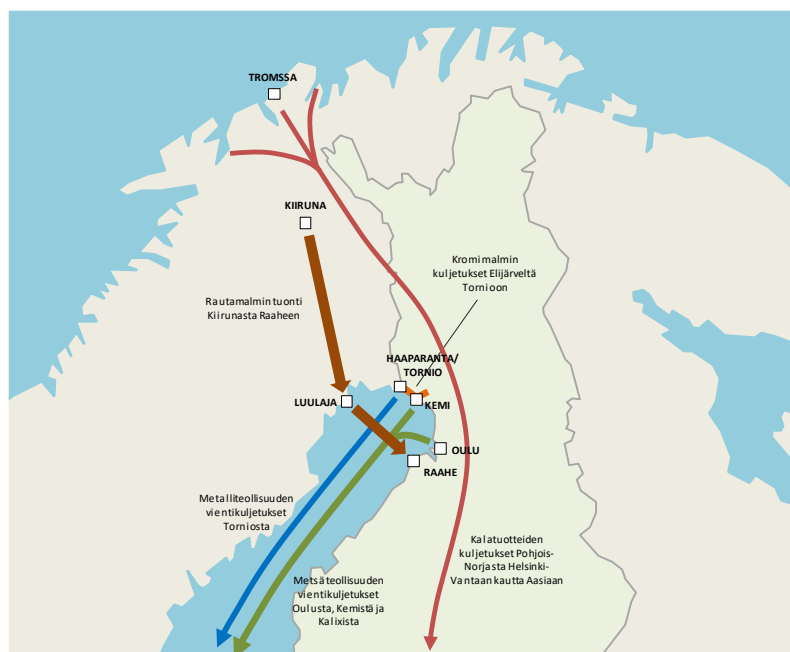 TROMSSA
KIIRUNA
Kromimalmin
kuljetukset Elijärveltä
Tornioon
Rautamalmin tuonti
Kiirunasta Raaheen
HAAPARANTA/
TORNIO
LUULAJA
KEMI
OULU
RAAHE
Metalliteollisuuden
vientikuljetukset
Torniosta
Kalatuotteiden
kuljetukset Pohjois-
Norjasta Helsinki-
Vantaan kautta Aasiaan
Metsäteollisuuden
vientikuljetukset
Oulusta, Kemistä ja
Kalixista